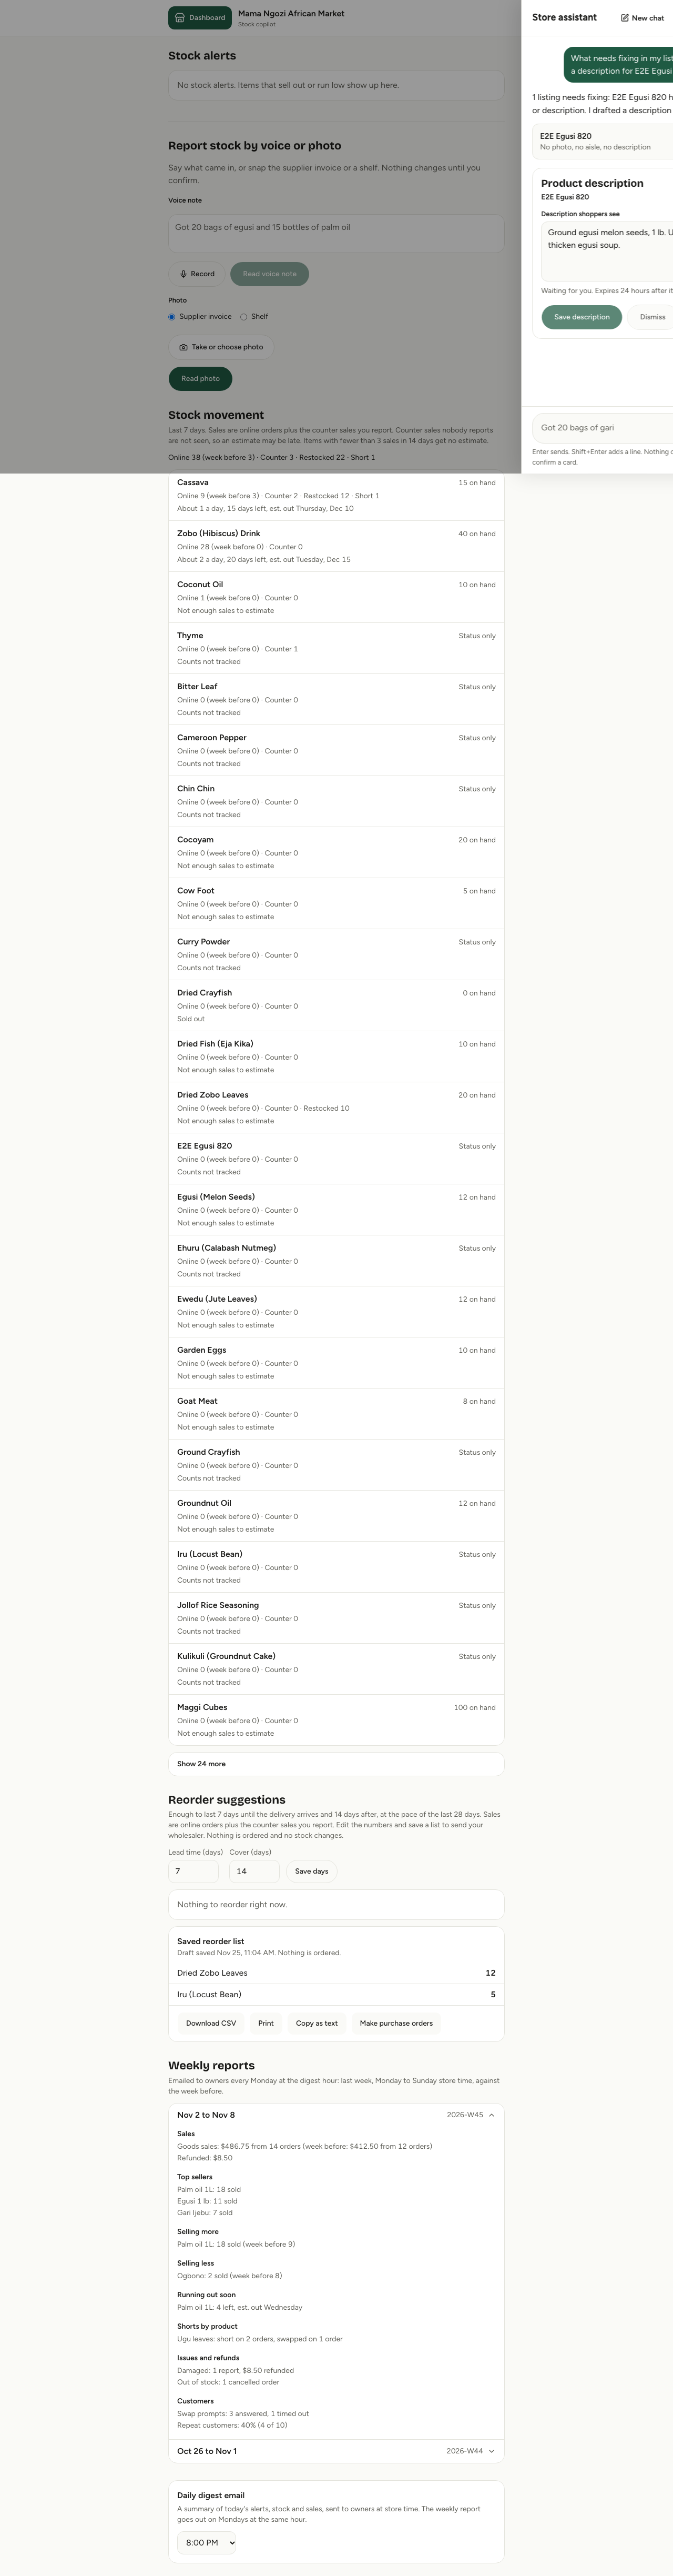 Dashboard
Mama Ngozi African Market
Stock copilot
Stock alerts
No stock alerts. Items that sell out or run low show up here.
Report stock by voice or photo
Say what came in, or snap the supplier invoice or a shelf. Nothing changes until you
confirm.
Voice note
Got 20 bags of egusi and 15 bottles of palm oil
Record
Read voice note
Photo
Supplier invoice
Shelf
Take or choose photo
Read photo
Stock movement
Last 7 days. Sales are online orders plus the counter sales you report. Counter sales nobody reports
are not seen, so an estimate may be late. Items with fewer than 3 sales in 14 days get no estimate.
Online 38 (week before 3) · Counter 3 · Restocked 22 · Short 1
Cassava
15 on hand
Online 9 (week before 3) · Counter 2 · Restocked 12 · Short 1
About 1 a day, 15 days left, est. out Thursday, Dec 10
Zobo (Hibiscus) Drink
40 on hand
Online 28 (week before 0) · Counter 0
About 2 a day, 20 days left, est. out Tuesday, Dec 15
Coconut Oil
10 on hand
Online 1 (week before 0) · Counter 0
Not enough sales to estimate
Thyme
Status only
Online 0 (week before 0) · Counter 1
Counts not tracked
Bitter Leaf
Status only
Online 0 (week before 0) · Counter 0
Counts not tracked
Cameroon Pepper
Status only
Online 0 (week before 0) · Counter 0
Counts not tracked
Chin Chin
Status only
Online 0 (week before 0) · Counter 0
Counts not tracked
Cocoyam
20 on hand
Online 0 (week before 0) · Counter 0
Not enough sales to estimate
Cow Foot
5 on hand
Online 0 (week before 0) · Counter 0
Not enough sales to estimate
Curry Powder
Status only
Online 0 (week before 0) · Counter 0
Counts not tracked
Dried Crayfish
0 on hand
Online 0 (week before 0) · Counter 0
Sold out
Dried Fish (Eja Kika)
10 on hand
Online 0 (week before 0) · Counter 0
Not enough sales to estimate
Dried Zobo Leaves
20 on hand
Online 0 (week before 0) · Counter 0 · Restocked 10
Not enough sales to estimate
E2E Egusi 820
Status only
Online 0 (week before 0) · Counter 0
Counts not tracked
Egusi (Melon Seeds)
12 on hand
Online 0 (week before 0) · Counter 0
Not enough sales to estimate
Ehuru (Calabash Nutmeg)
Status only
Online 0 (week before 0) · Counter 0
Counts not tracked
Ewedu (Jute Leaves)
12 on hand
Online 0 (week before 0) · Counter 0
Not enough sales to estimate
Garden Eggs
10 on hand
Online 0 (week before 0) · Counter 0
Not enough sales to estimate
Goat Meat
8 on hand
Online 0 (week before 0) · Counter 0
Not enough sales to estimate
Ground Crayfish
Status only
Online 0 (week before 0) · Counter 0
Counts not tracked
Groundnut Oil
12 on hand
Online 0 (week before 0) · Counter 0
Not enough sales to estimate
Iru (Locust Bean)
Status only
Online 0 (week before 0) · Counter 0
Counts not tracked
Jollof Rice Seasoning
Status only
Online 0 (week before 0) · Counter 0
Counts not tracked
Kulikuli (Groundnut Cake)
Status only
Online 0 (week before 0) · Counter 0
Counts not tracked
Maggi Cubes
100 on hand
Online 0 (week before 0) · Counter 0
Not enough sales to estimate
Show 24 more
Reorder suggestions
Enough to last 7 days until the delivery arrives and 14 days after, at the pace of the last 28 days. Sales
are online orders plus the counter sales you report. Edit the numbers and save a list to send your
wholesaler. Nothing is ordered and no stock changes.
Lead time (days)
Cover (days)
7
14
Save days
Nothing to reorder right now.
Saved reorder list
Draft saved Nov 25, 11:04 AM. Nothing is ordered.
Dried Zobo Leaves
12
Iru (Locust Bean)
5
Download CSV
Print
Copy as text
Make purchase orders
Weekly reports
Emailed to owners every Monday at the digest hour: last week, Monday to Sunday store time, against
the week before.
Nov 2 to Nov 8
2026-W45
Sales
Goods sales: $486.75 from 14 orders (week before: $412.50 from 12 orders)
Refunded: $8.50
Top sellers
Palm oil 1L: 18 sold
Egusi 1 lb: 11 sold
Gari Ijebu: 7 sold
Selling more
Palm oil 1L: 18 sold (week before 9)
Selling less
Ogbono: 2 sold (week before 8)
Running out soon
Palm oil 1L: 4 left, est. out Wednesday
Shorts by product
Ugu leaves: short on 2 orders, swapped on 1 order
Issues and refunds
Damaged: 1 report, $8.50 refunded
Out of stock: 1 cancelled order
Customers
Swap prompts: 3 answered, 1 timed out
Repeat customers: 40% (4 of 10)
Oct 26 to Nov 1
2026-W44
Daily digest email
A summary of today's alerts, stock and sales, sent to owners at store time. The weekly report
goes out on Mondays at the same hour.
8:00 PM
Store assistant
New chat
What needs fixing in my list
a description for E2E Egusi
1 listing needs fixing: E2E Egusi 820 h
or description. I drafted a description
E2E Egusi 820
No photo, no aisle, no description
Product description
E2E Egusi 820
Description shoppers see
Ground egusi melon seeds, 1 lb. U
thicken egusi soup.
Waiting for you. Expires 24 hours after it
Save description
Dismiss
Got 20 bags of gari
Enter sends. Shift+Enter adds a line. Nothing c
confirm a card.